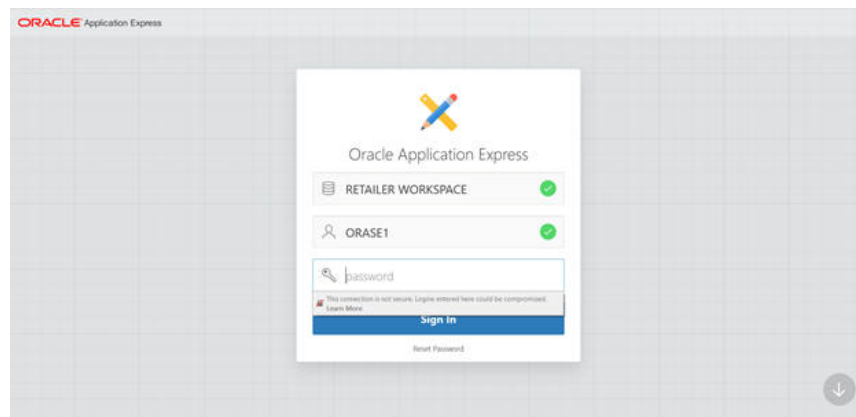 ORACLE Application Express
Oracle Application Express
RETAILER WORKSPACE
ORASE1
password
This connection is not secure. Logins entered here could be compromised.
Learn More
Sign In
Reset Password